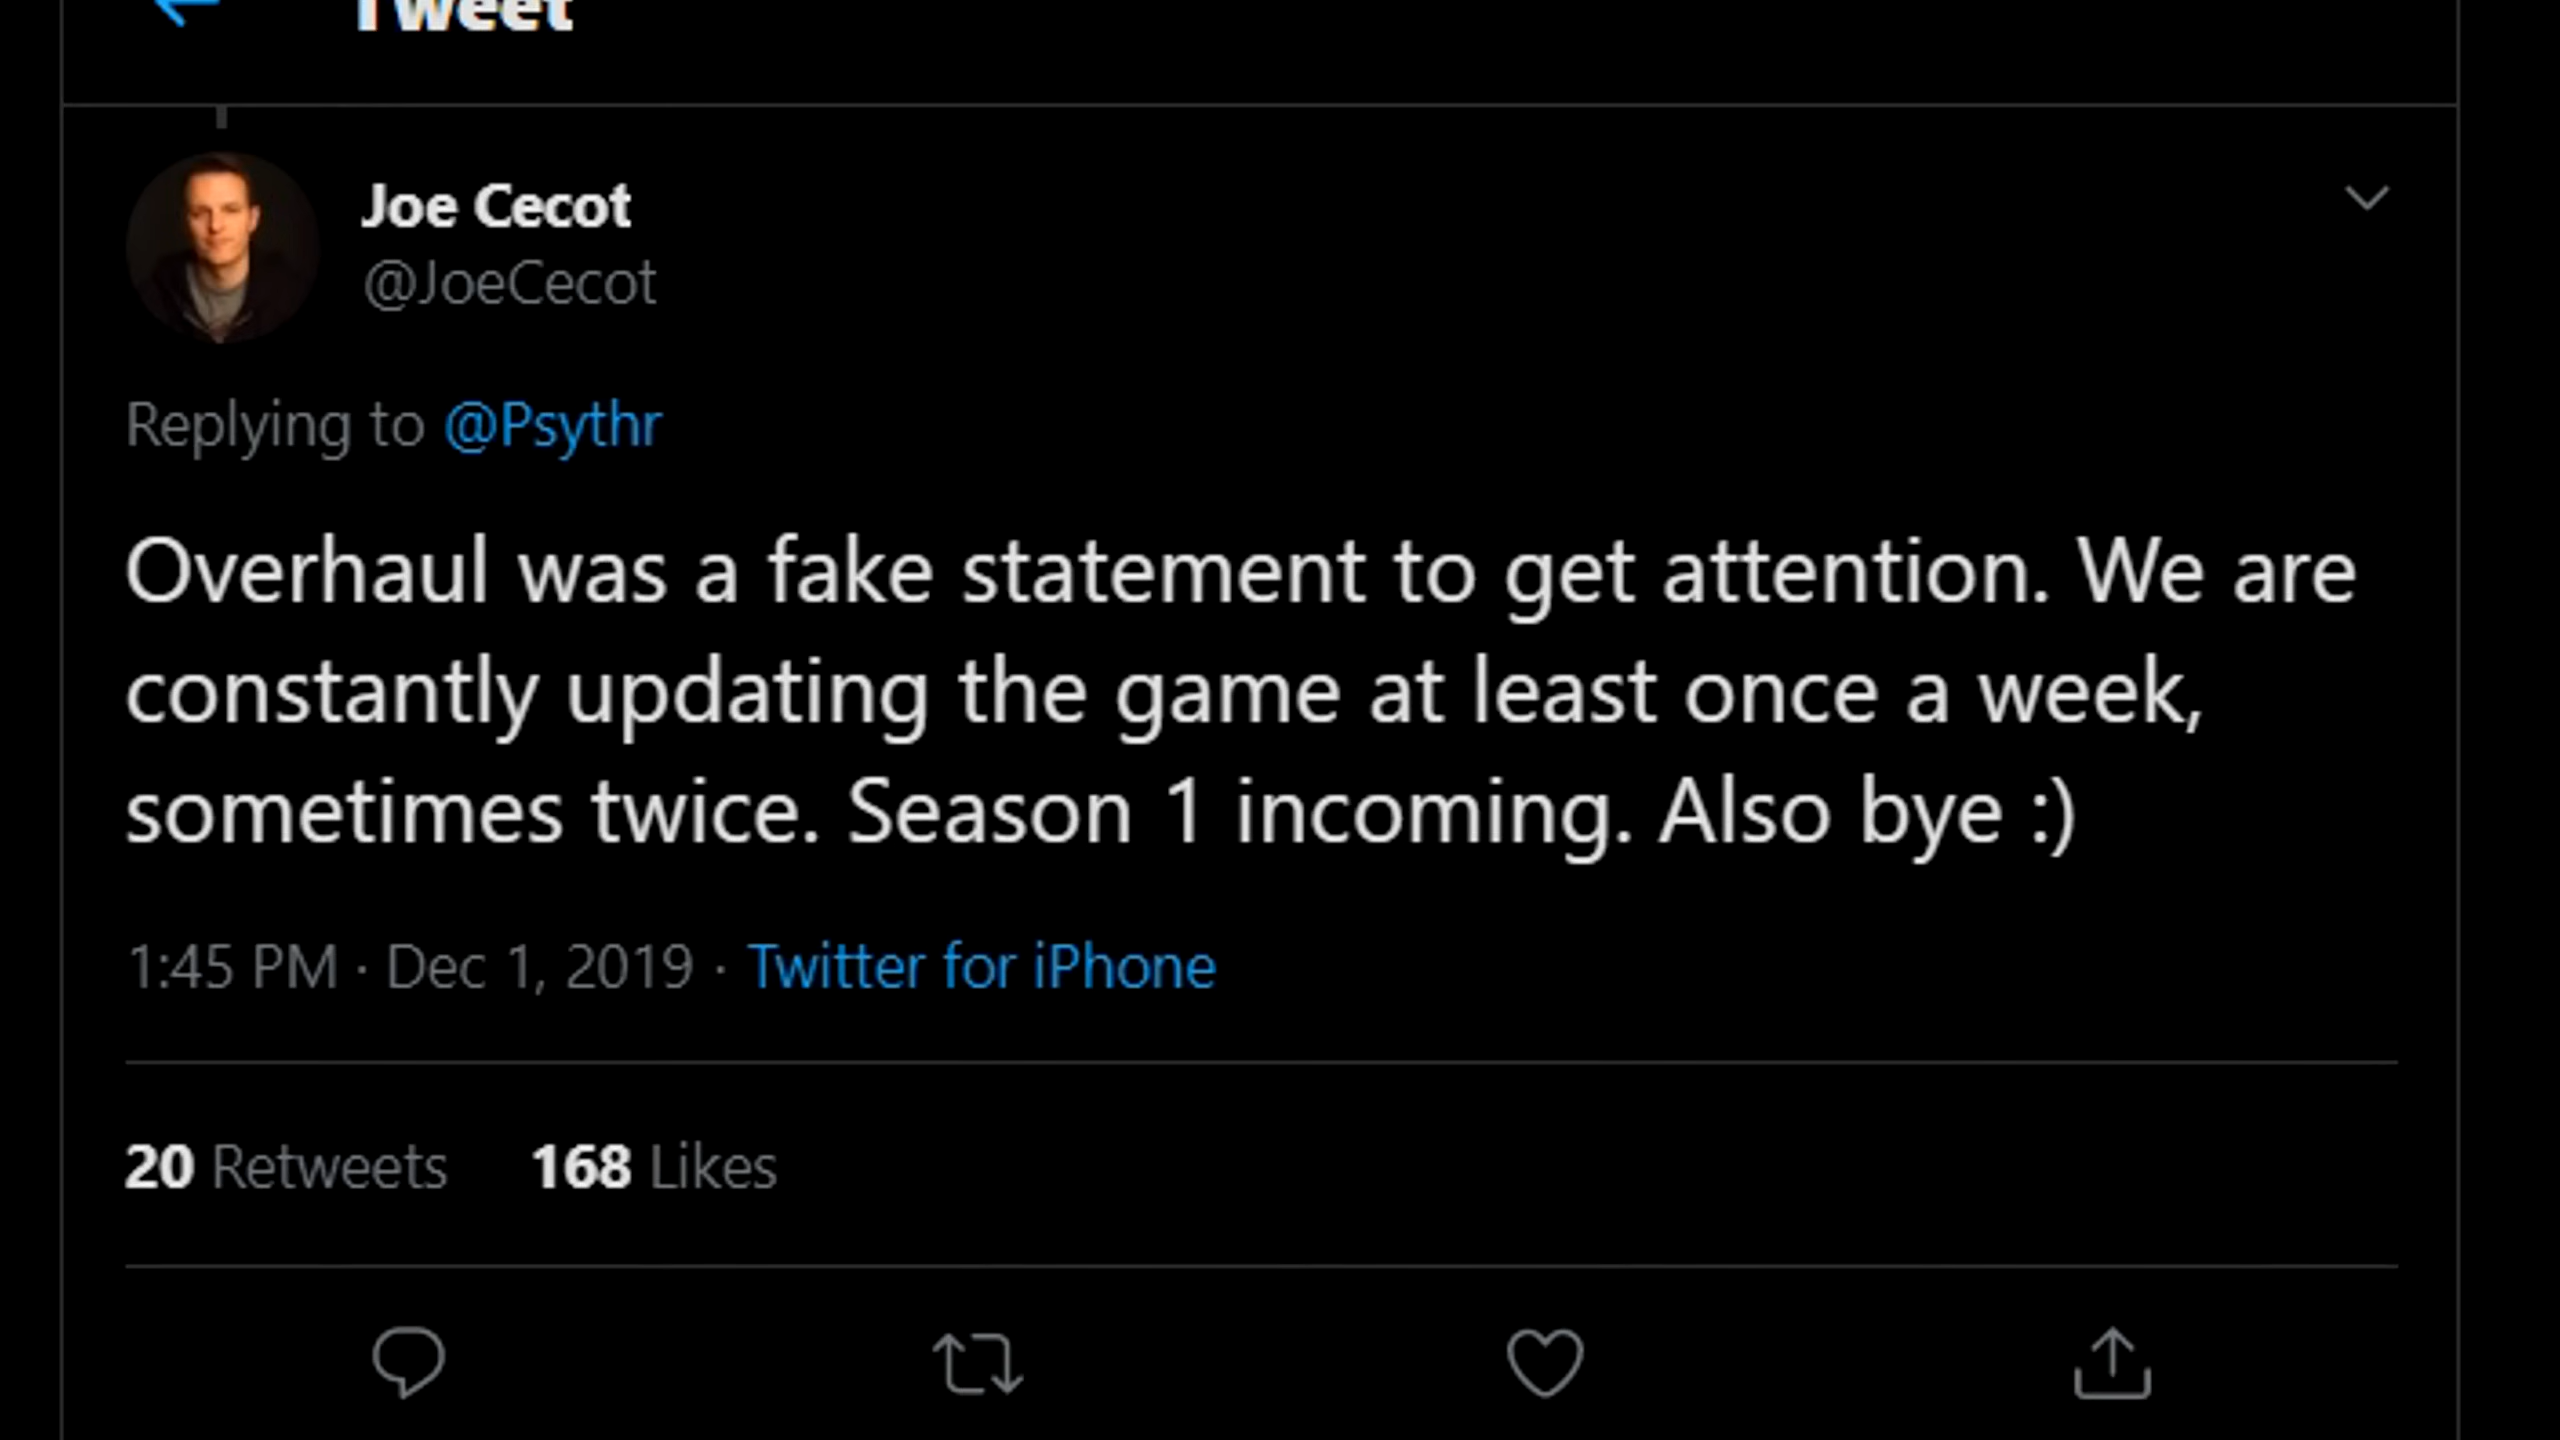 Tweet
Joe Cecot
@JoeCecot
Replying to @Psythr
Overhaul was a fake statement to get attention. We are
constantly updating the game at least once a week,
sometimes twice. Season 1 incoming. Also bye :)
1:45 PM · Dec 1, 2019 · Twitter for iPhone
20 Retweets 168 Likes